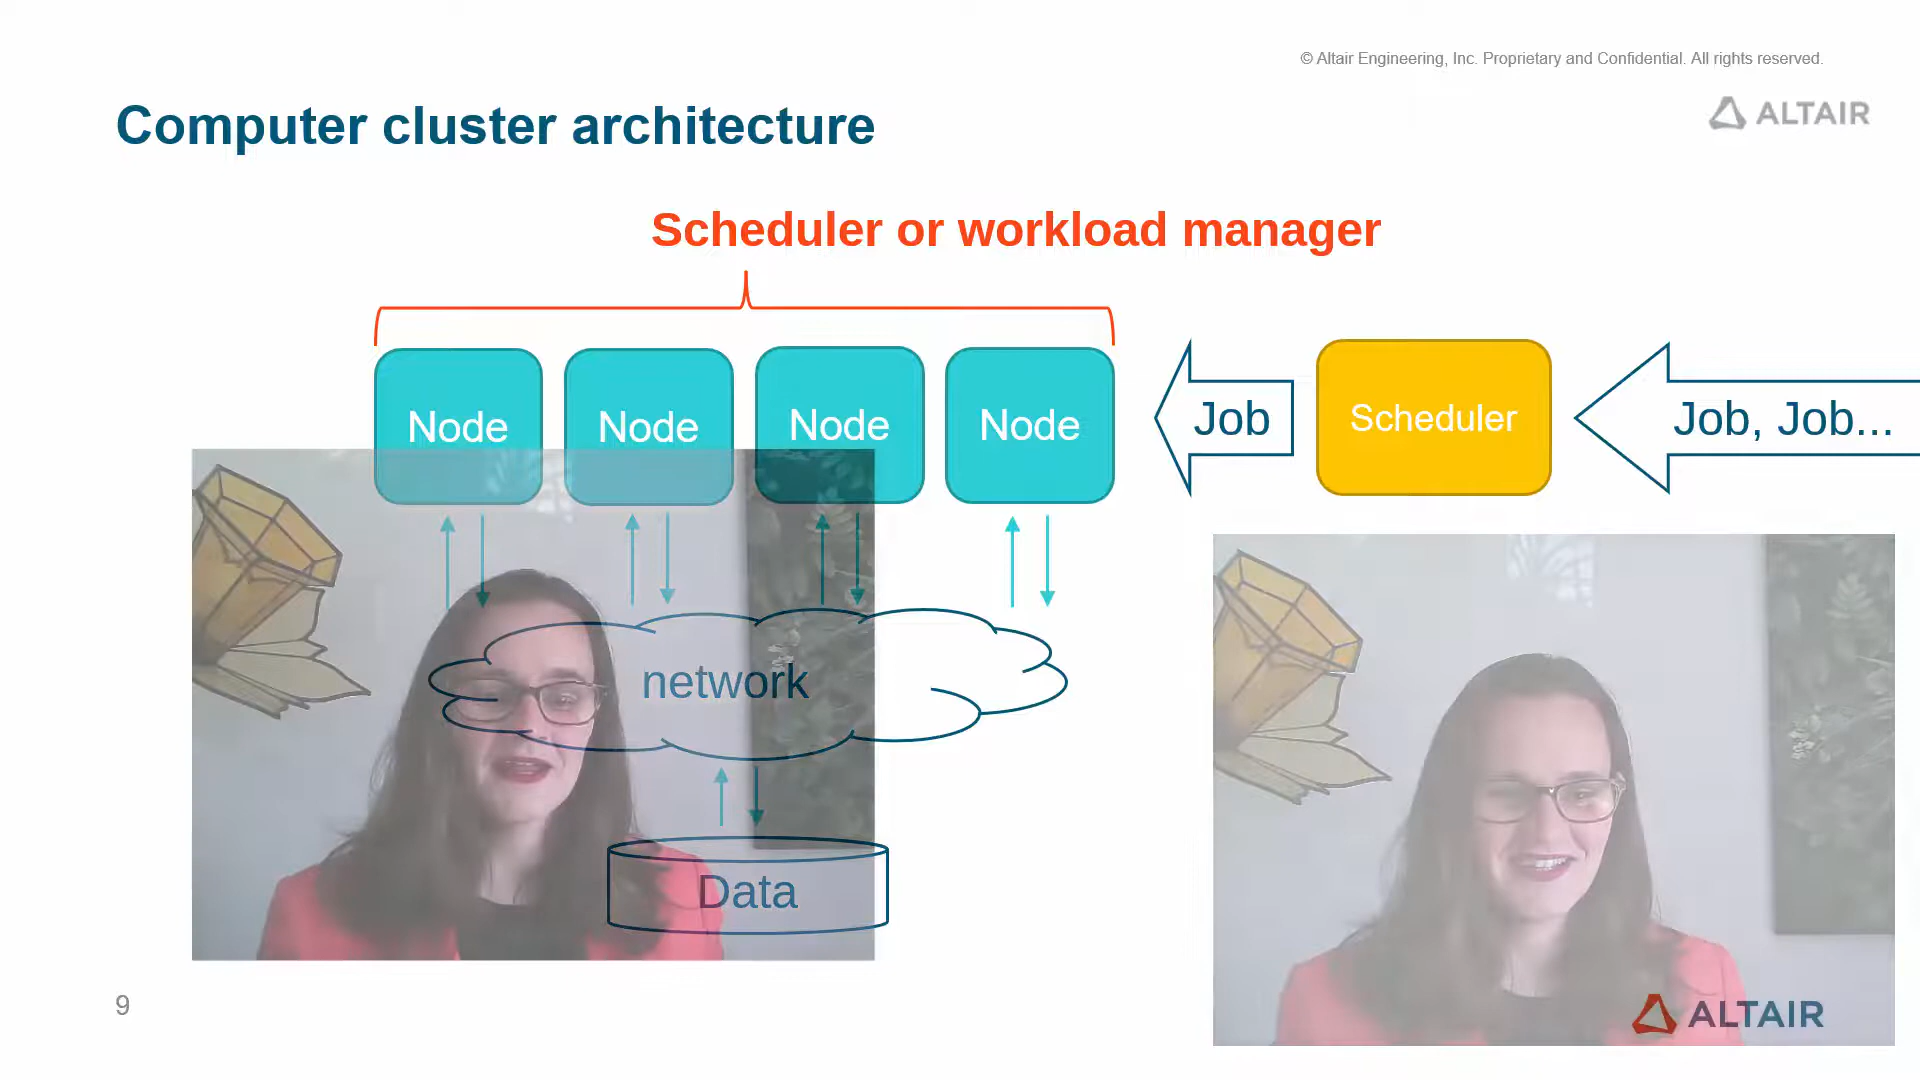 © Altair Engineering, Inc. Proprietary and Confidential. All rights reserved.
ALTAIR
Computer cluster architecture
Scheduler or workload manager
Node
Node
Node
Node
Job
Scheduler
Job, Job...
network
Data
9
ALTAIR